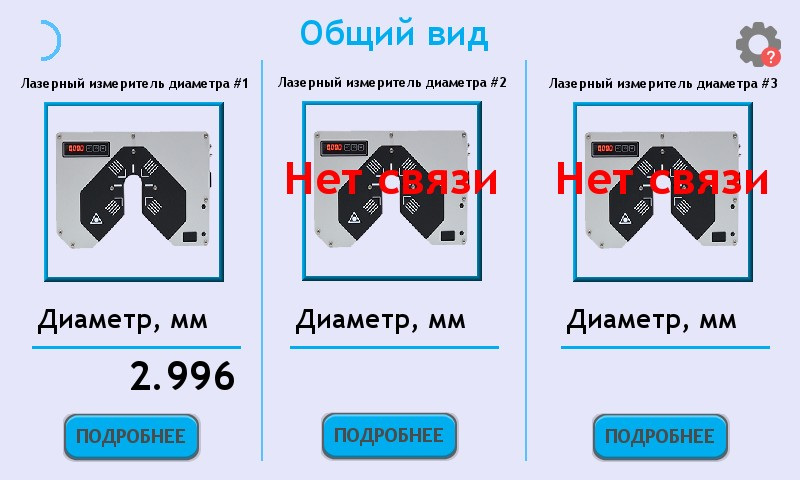 Общий вид
?
Лазерный измеритель диаметра #1
Диаметр, мм
2.996
ПОДРОБНЕЕ
Лазерный измеритель диаметра #2
Нет связи
Диаметр, мм
ПОДРОБНЕЕ
Лазерный измеритель диаметра #3
Нет связи
Диаметр, мм
ПОДРОБНЕЕ